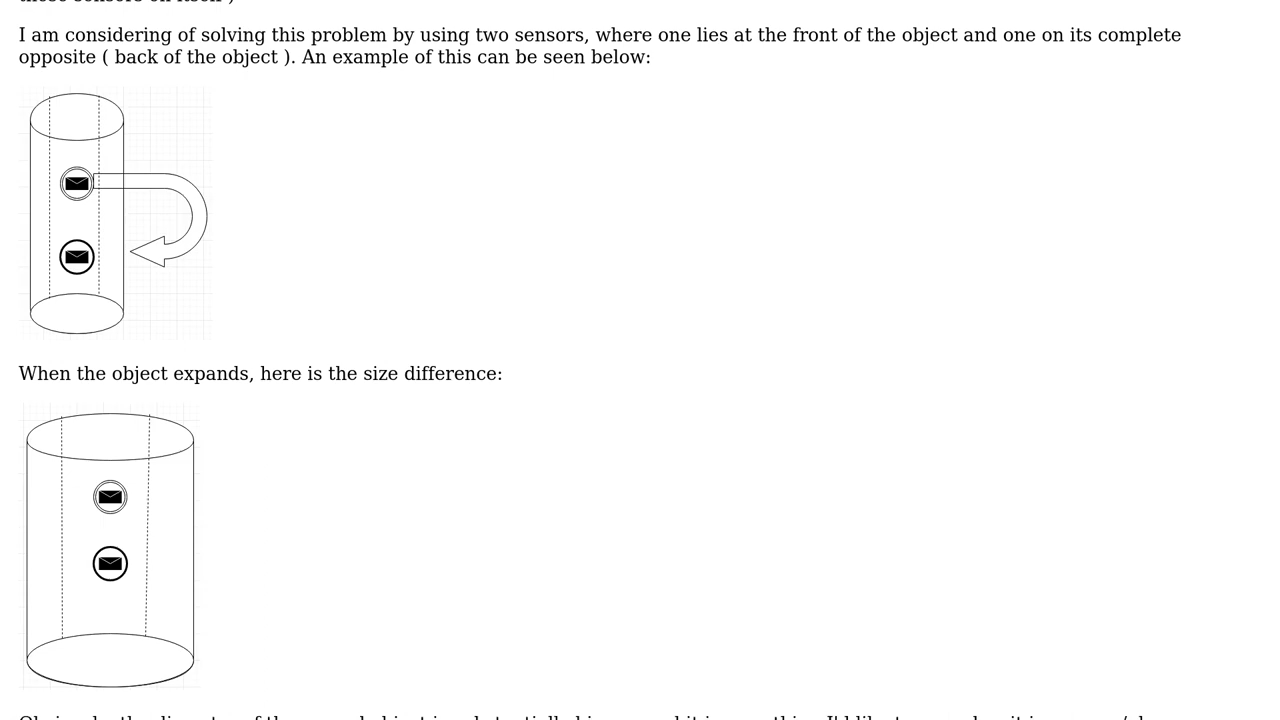 I am considering of solving this problem by using two sensors, where one lies at the front of the object and one on its complete
opposite ( back of the object ). An example of this can be seen below:
When the object expands, here is the size difference: